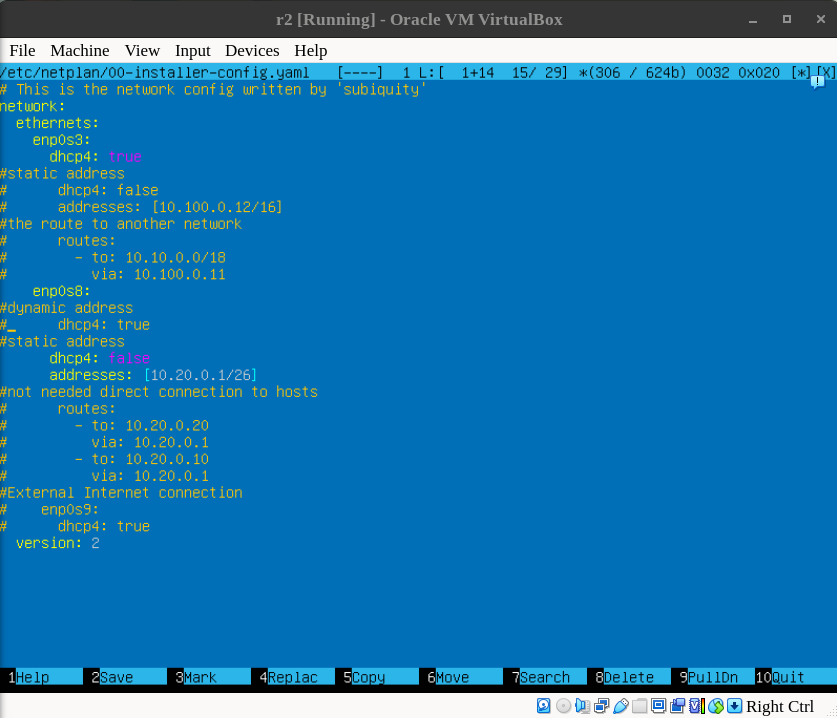 r2 [Running] - Oracle VM VirtualBox
File Machine View Input Devices Help
/etc/netplan/00-installer-config.yaml [----] 1 L:[ 1+14 15/ 29] *(306 / 624b) 0032 0x020 [*][X]
# This is the network config written by 'subiquity'
network:
  ethernets:
    enp0s3:
      dhcp4: true
#static address
#      dhcp4: false
#      addresses: [10.100.0.12/16]
#the route to another network
#      routes:
#        - to: 10.10.0.0/18
#          via: 10.100.0.11
    enp0s8:
#dynamic address
#      dhcp4: true
#static address
      dhcp4: false
      addresses: [10.20.0.1/26]
#not needed direct connection to hosts
#      routes:
#        - to: 10.20.0.20
#          via: 10.20.0.1
#        - to: 10.20.0.10
#          via: 10.20.0.1
#External Internet connection
#    enp0s9:
#      dhcp4: true
  version: 2
1Help 2Save 3Mark 4Replac 5Copy 6Move 7Search 8Delete 9PullDn 10Quit
Right Ctrl